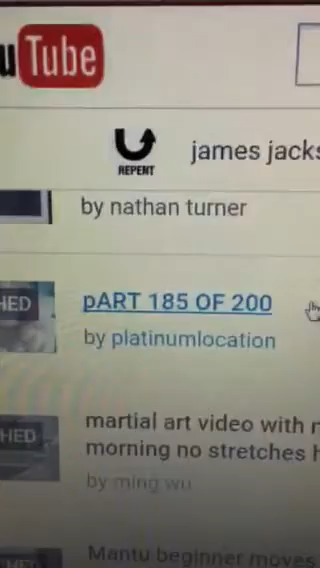 uTube
REPENT
james jacks
by nathan turner
HED
pART 185 OF 200
by platinumlocation
HED
martial art video with
morning no stretches
by ming wu
Mantu beginner moves